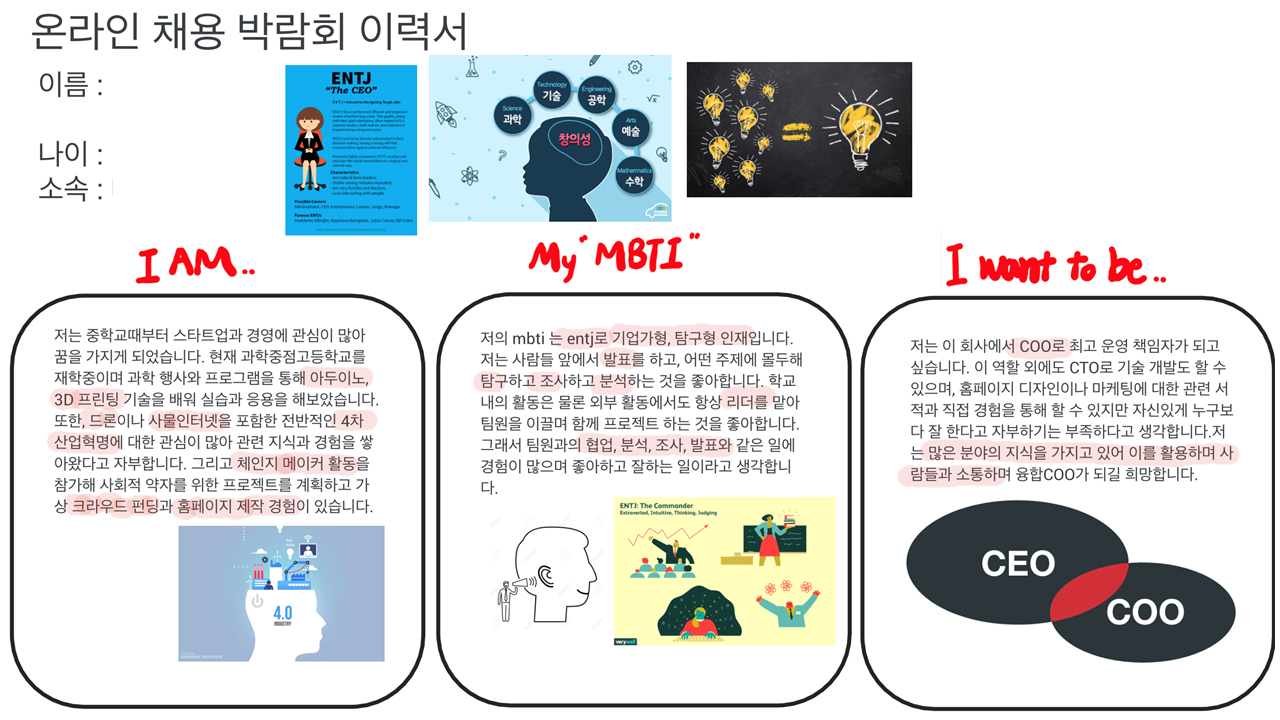 온라인 채용 박람회 이력서
이름 :
나이 :
소속 :
ENTJ
"The CEO"
Characteristics
- Are natural born leaders.
- Are very forceful and decisive.
- Love interacting with people.
Possible Careers
Administrator, CEO, Entrepreneur, Lawyer, Judge, Manager
Famous ENTJs
Science
과학
Technology
기술
Engineering
공학
Arts
예술
Mathematics
수학
창의성
√x
=
I AM..
저는 중학교때부터 스타트업과 경영에 관심이 많아
꿈을 가지게 되었습니다. 현재 과학중점고등학교를
재학중이며 과학 행사와 프로그램을 통해 아두이노,
3D 프린팅 기술을 배워 실습과 응용을 해보았습니다.
또한, 드론이나 사물인터넷을 포함한 전반적인 4차
산업혁명에 대한 관심이 많아 관련 지식과 경험을 쌓
아왔다고 자부합니다. 그리고 체인지 메이커 활동을
참가해 사회적 약자를 위한 프로젝트를 계획하고 가
상 크라우드 펀딩과 홈페이지 제작 경험이 있습니다.
4.0
INDUSTRY
My "MBTI"
저의 mbti 는 entj로 기업가형, 탐구형 인재입니다.
저는 사람들 앞에서 발표를 하고, 어떤 주제에 몰두해
탐구하고 조사하고 분석하는 것을 좋아합니다. 학교
내의 활동은 물론 외부 활동에서도 항상 리더를 맡아
팀원을 이끌며 함께 프로젝트 하는 것을 좋아합니다.
그래서 팀원과의 협업, 분석, 조사, 발표와 같은 일에
경험이 많으며 좋아하고 잘하는 일이라고 생각합니
다.
ENTJ: The Commander
Extraverted, Intuitive, Thinking, Judging
verywell
I want to be..
저는 이 회사에서 COO로 최고 운영 책임자가 되고
싶습니다. 이 역할 외에도 CTO로 기술 개발도 할 수
있으며, 홈페이지 디자인이나 마케팅에 대한 관련 서
적과 직접 경험을 통해 할 수 있지만 자신있게 누구보
다 잘 한다고 자부하기는 부족하다고 생각합니다.저
는 많은 분야의 지식을 가지고 있어 이를 활용하며 사
람들과 소통하며 융합COO가 되길 희망합니다.
CEO
COO